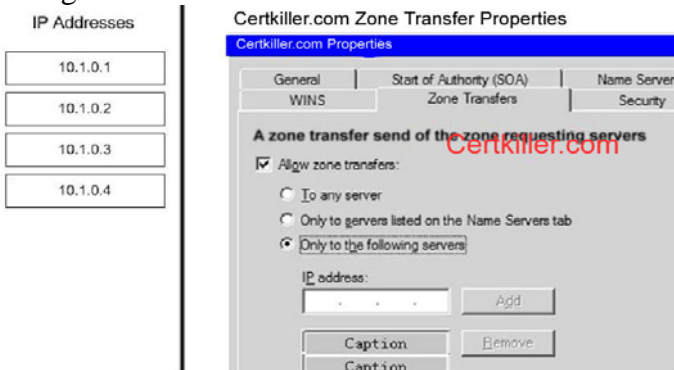 IP Addresses
10.1.0.1
10.1.0.2
10.1.0.3
10.1.0.4
Certkiller.com Zone Transfer Properties
Certkiller.com Properties
General Start of Authority (SOA) Name Server
WINS Zone Transfers Security
A zone transfer send of the zone requesting servers
Certkiller.com
Allow zone transfers:
To any server
Only to servers listed on the Name Servers tab
Only to the following servers
IP address:
Add
Caption Remove
Caption